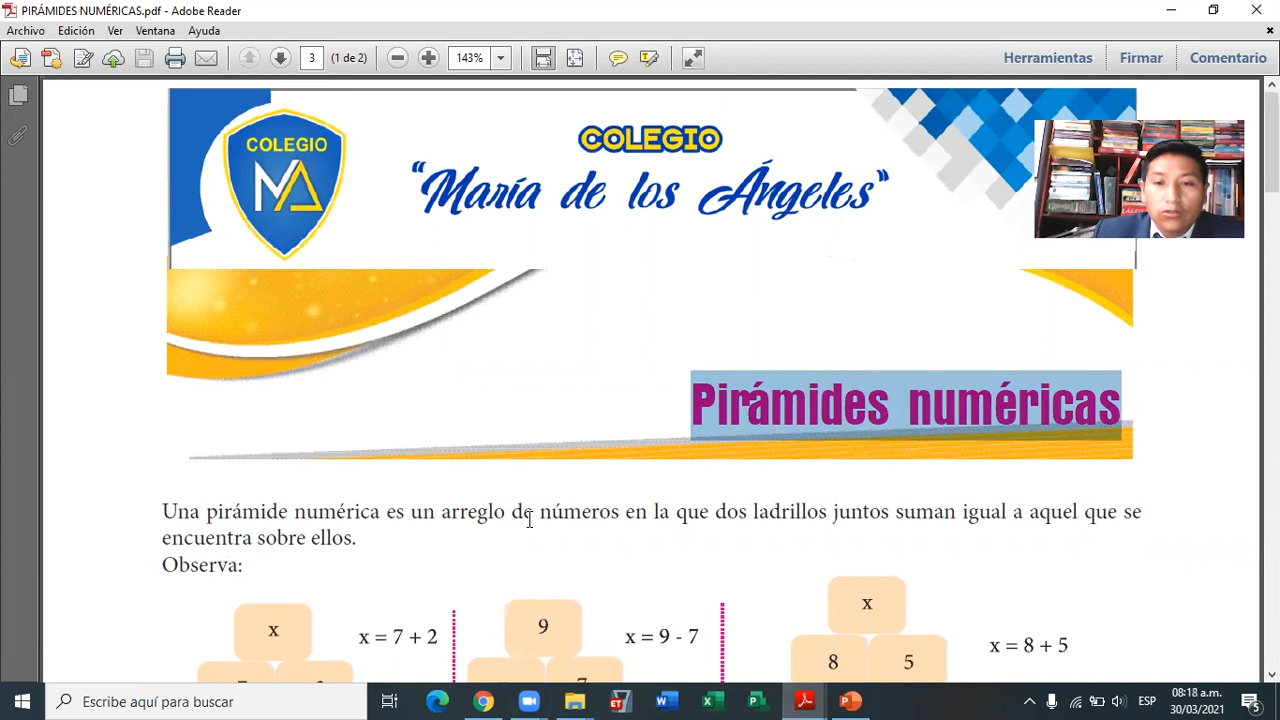 PIRÁMIDES NUMÉRICAS.pdf - Adobe Reader
Archivo Edición Ver Ventana Ayuda
3 (1 de 2) 143% Herramientas Firmar Comentario
COLEGIO
MA
COLEGIO
“María de los Ángeles”
Pirámides numéricas
Una pirámide numérica es un arreglo de números en la que dos ladrillos juntos suman igual a aquel que se
encuentra sobre ellos.
Observa:
x x = 7 + 2
9 x = 9 - 7
7
x
8 5 x = 8 + 5
Escribe aquí para buscar
ESP
08:18 a.m.
30/03/2021
5